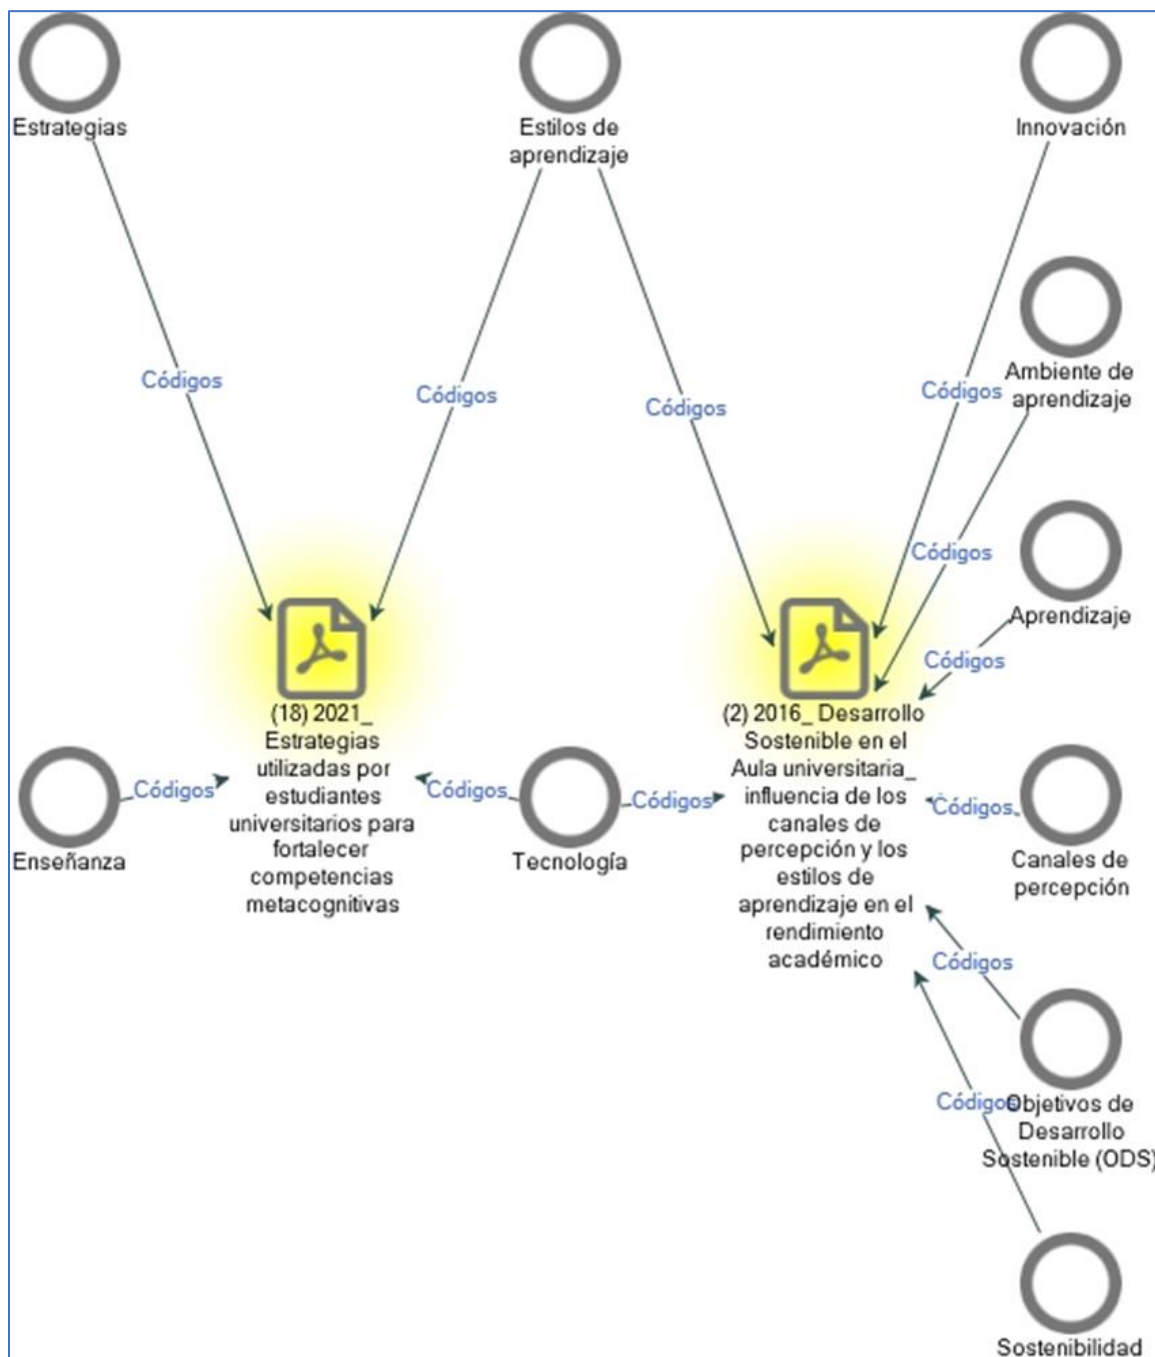 Estrategias
Estilos de
aprendizaje
Innovación
Códigos
Códigos
Códigos
Códigos
Ambiente de
aprendizaje
Códigos
Aprendizaje
Códigos
(18) 2021_
Estrategias
utilizadas por
estudiantes
universitarios para
fortalecer
competencias
metacognitivas
(2) 2016_ Desarrollo
Sostenible en el
Aula universitaria_
influencia de los
canales de
percepción y los
estilos de
aprendizaje en el
rendimiento
académico
Códigos
Enseñanza
Códigos
Tecnología
Códigos
Códigos
Canales de
percepción
Códigos
Objetivos de
Desarrollo
Sostenible (ODS)
Códigos
Sostenibilidad